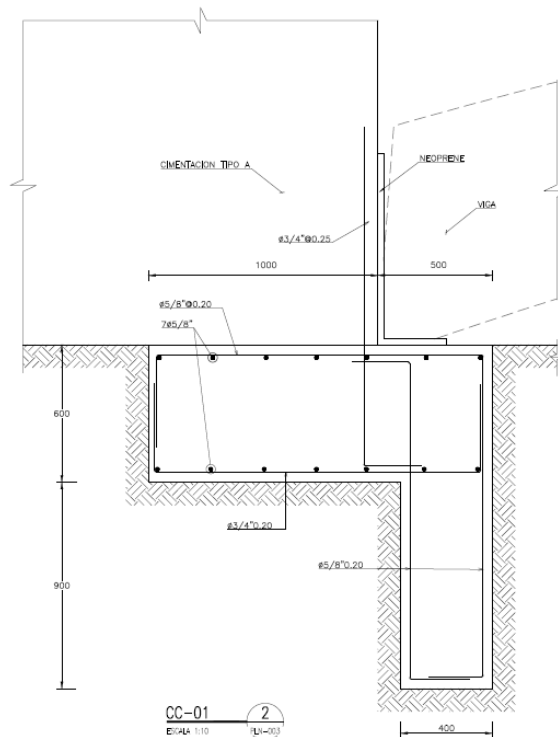 CIMENTACION TIPO A
NEOPRENE
VIGA
ø3/4"@0.25
1000
500
ø5/8"@0.20
7ø5/8"
600
ø3/4"0.20
900
ø5/8"0.20
CC-01
2
ESCALA 1:10
PLN-003
400